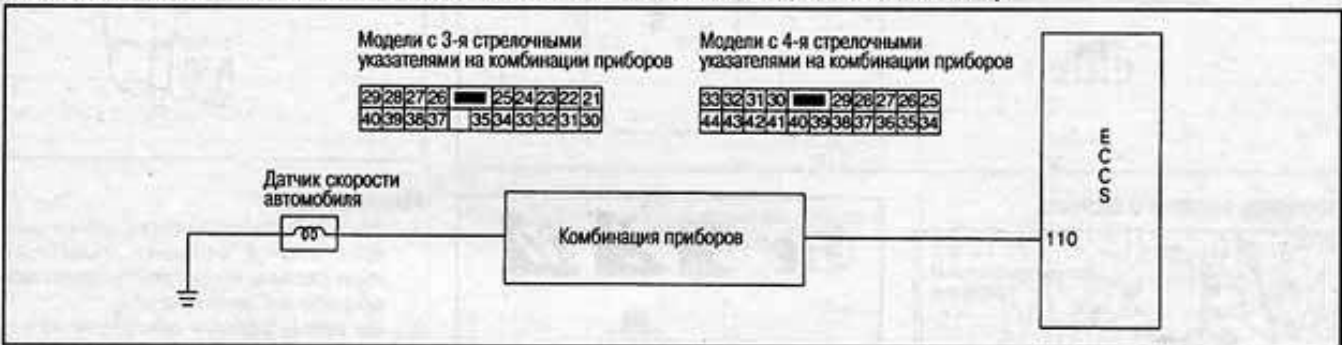 Модели с 3-я стрелочными
указателями на комбинации приборов
29 28 27 26 25 24 23 22 21
40 39 38 37 35 34 33 32 31 30
Модели с 4-я стрелочными
указателями на комбинации приборов
33 32 31 30 29 28 27 26 25
44 43 42 41 40 39 38 37 36 35 34
Датчик скорости
автомобиля
Комбинация приборов
ECCS
110